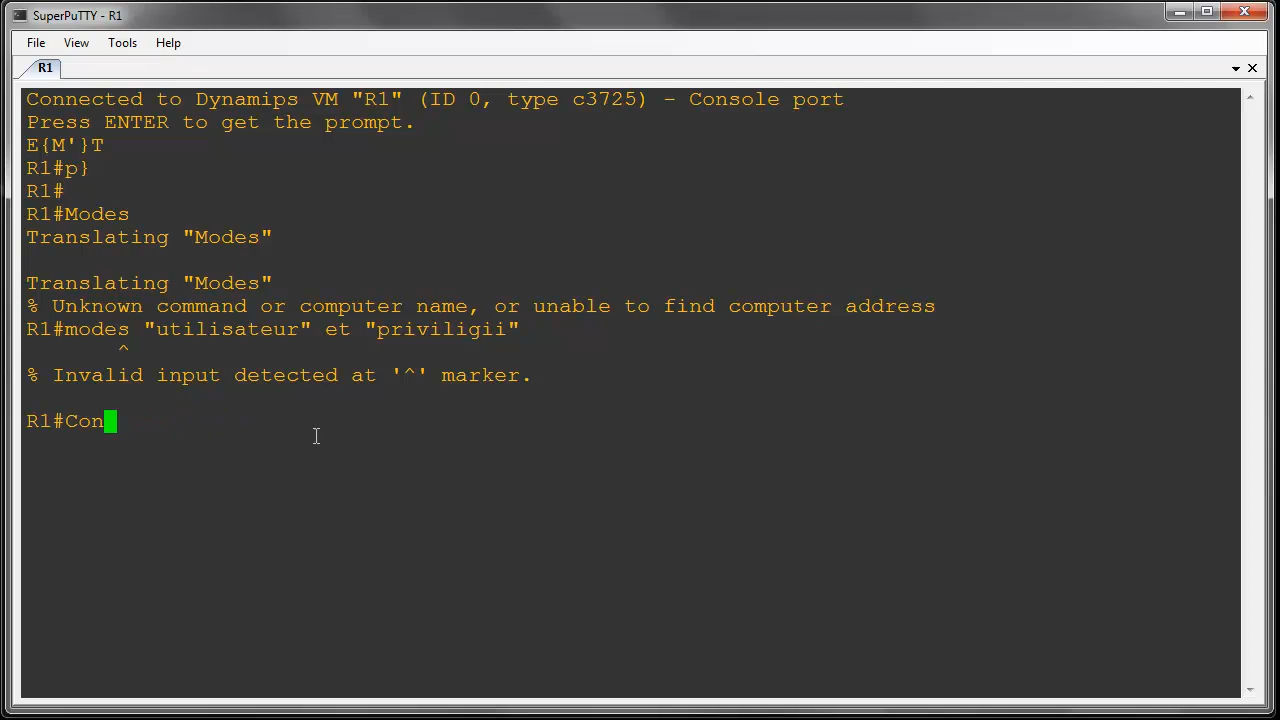 SuperPuTTY - R1
File View Tools Help
R1
Connected to Dynamips VM "R1" (ID 0, type c3725) - Console port
Press ENTER to get the prompt.
E{M'}T
R1#p}
R1#
R1#Modes
Translating "Modes"
Translating "Modes"
% Unknown command or computer name, or unable to find computer address
R1#modes "utilisateur" et "priviligii"
^
% Invalid input detected at '^' marker.
R1#Con